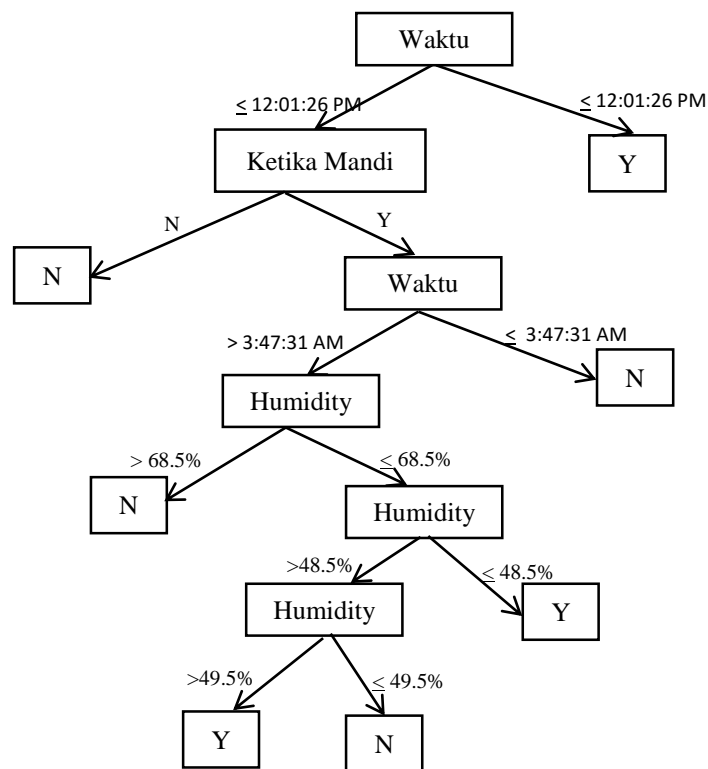 Waktu
≤ 12:01:26 PM
≤ 12:01:26 PM
Ketika Mandi
Y
N
Y
N
Waktu
> 3:47:31 AM
≤ 3:47:31 AM
N
Humidity
> 68.5%
≤ 68.5%
N
Humidity
>48.5%
≤ 48.5%
Humidity
Y
>49.5%
≤ 49.5%
Y
N